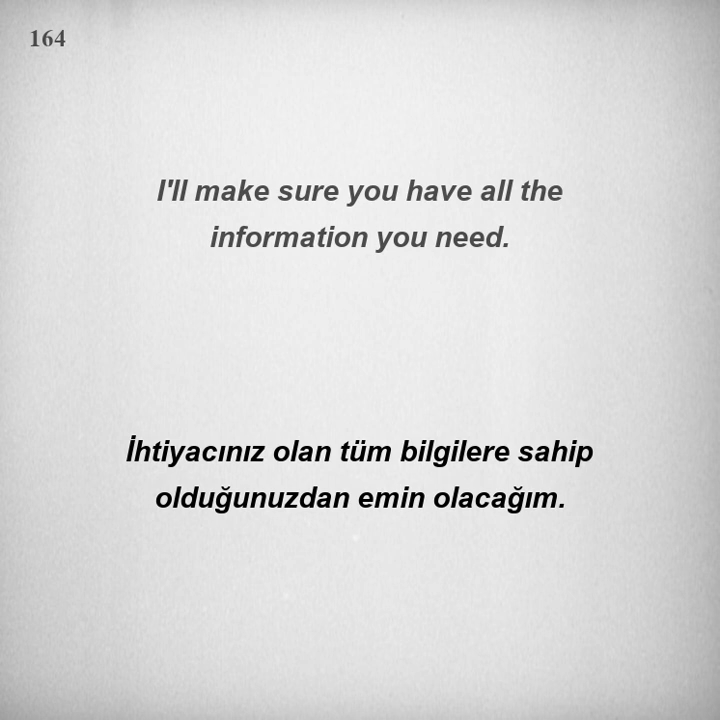 164
I'll make sure you have all the
information you need.
İhtiyacınız olan tüm bilgilere sahip
olduğunuzdan emin olacağım.